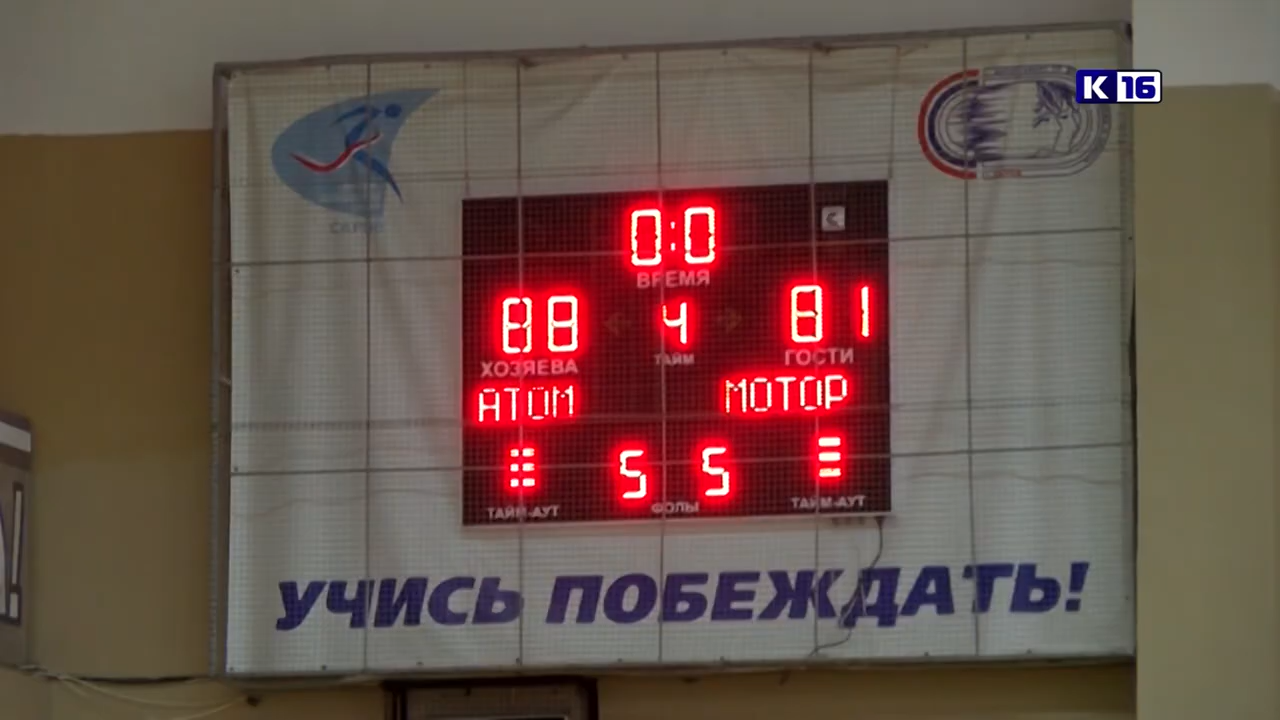 K 16
0:0
ВРЕМЯ
88 4 81
ХОЗЯЕВА ТАЙМ ГОСТИ
АТОМ МОТОР
5 5
ТАЙМ-АУТ ФОЛЫ ТАЙМ-АУТ
УЧИСЬ ПОБЕЖДАТЬ!